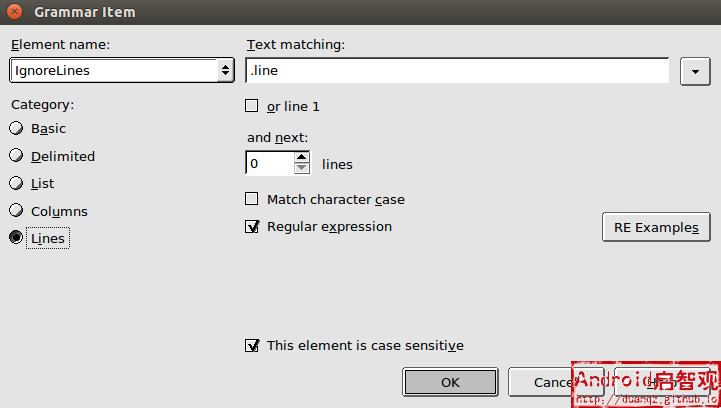 Grammar Item
Element name:
Text matching:
IgnoreLines
.line
Category:
or line 1
Basic
and next:
Delimited
0 lines
List
Match character case
Columns
Regular expression
RE Examples
Lines
This element is case sensitive
OK
Cancel
Android启智观
http://duanqz.github.io